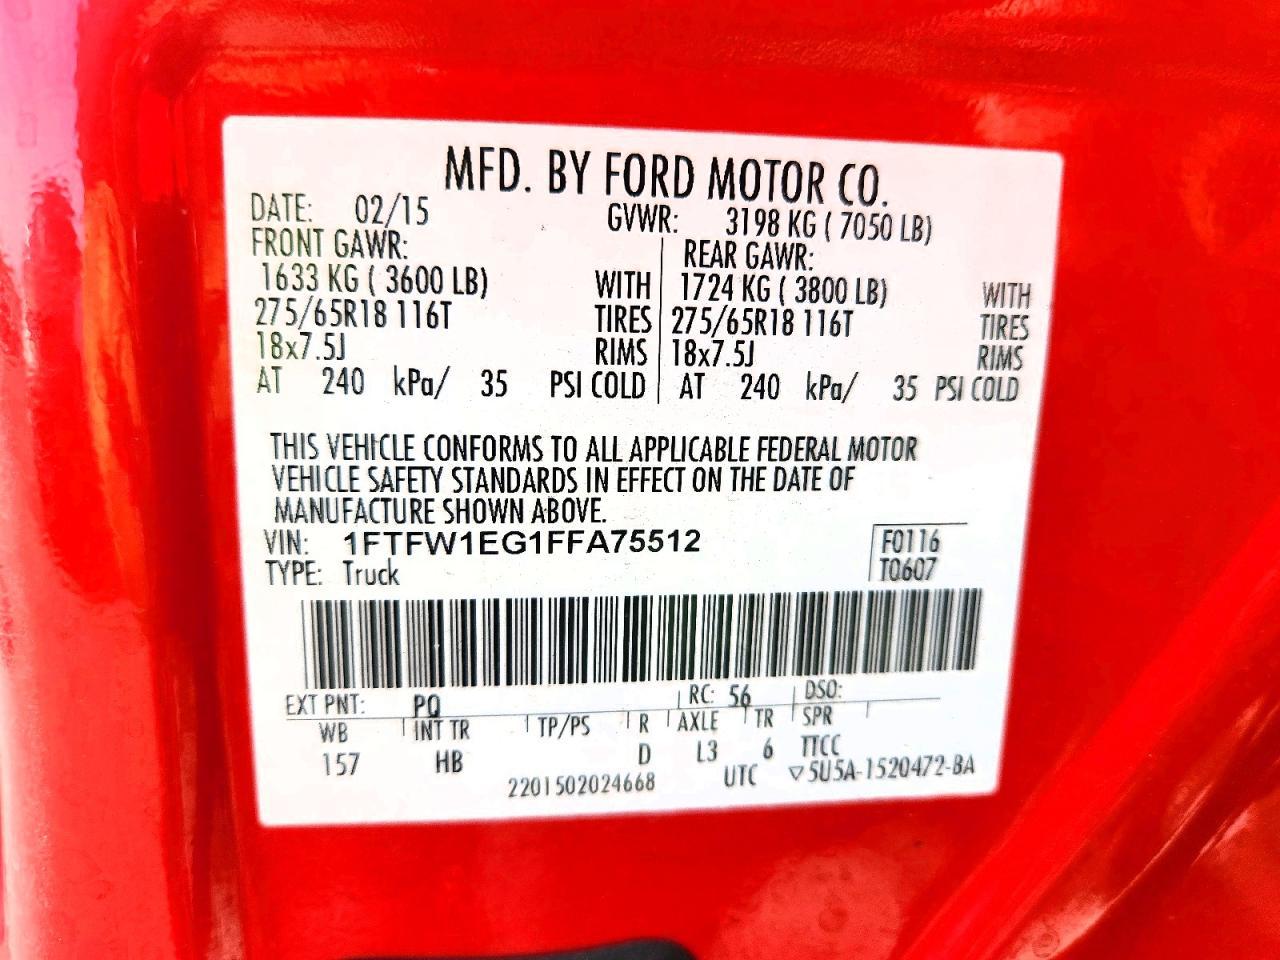 MFD. BY FORD MOTOR CO.
DATE: 02/15 GVWR: 3198 KG ( 7050 LB)
FRONT GAWR: REAR GAWR:
1633 KG ( 3600 LB) WITH 1724 KG ( 3800 LB) WITH
275/65R18 116T TIRES 275/65R18 116T TIRES
18x7.5J RIMS 18x7.5J RIMS
AT 240 kPa/ 35 PSI COLD AT 240 kPa/ 35 PSI COLD
THIS VEHICLE CONFORMS TO ALL APPLICABLE FEDERAL MOTOR
VEHICLE SAFETY STANDARDS IN EFFECT ON THE DATE OF
MANUFACTURE SHOWN ABOVE.
VIN: 1FTFW1EG1FFA75512 F0116
TYPE: Truck T0607
EXT PNT: PQ RC: 56 DSO:
WB INT TR TP/PS R AXLE TR SPR
157 HB D L3 6 TTCC
2201502024668 UTC ▽5U5A-1520472-BA